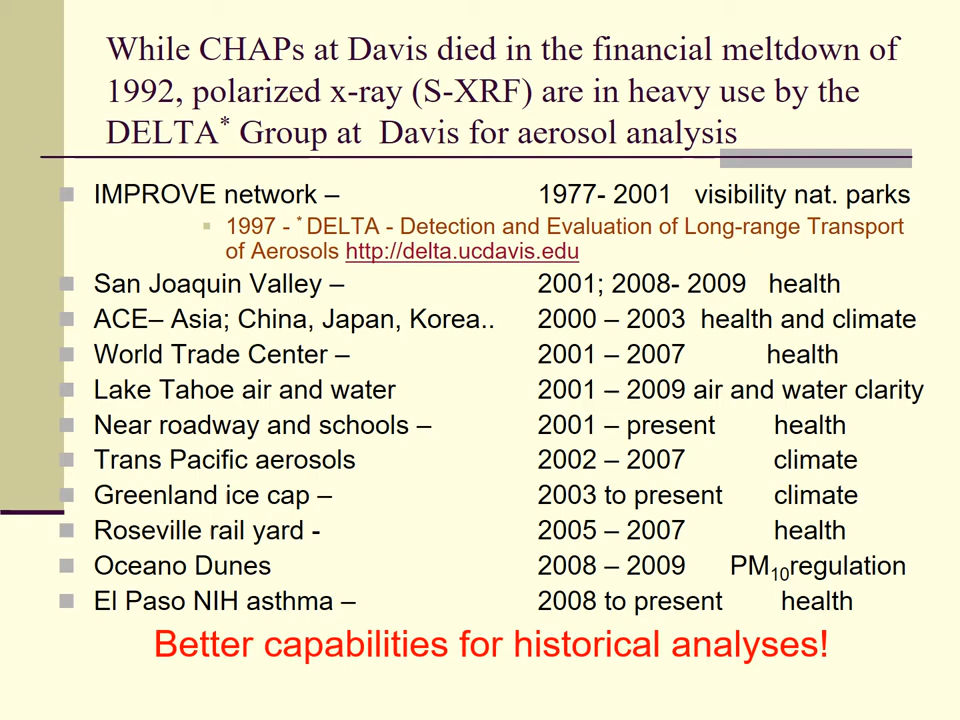 While CHAPs at Davis died in the financial meltdown of
1992, polarized x-ray (S-XRF) are in heavy use by the
DELTA* Group at  Davis for aerosol analysis
IMPROVE network – 1977- 2001 visibility nat. parks
1997 - * DELTA - Detection and Evaluation of Long-range Transport
of Aerosols http://delta.ucdavis.edu
San Joaquin Valley – 2001; 2008- 2009 health
ACE– Asia; China, Japan, Korea.. 2000 – 2003 health and climate
World Trade Center – 2001 – 2007 health
Lake Tahoe air and water 2001 – 2009 air and water clarity
Near roadway and schools – 2001 – present health
Trans Pacific aerosols 2002 – 2007 climate
Greenland ice cap – 2003 to present climate
Roseville rail yard - 2005 – 2007 health
Oceano Dunes 2008 – 2009 PM10regulation
El Paso NIH asthma – 2008 to present health
Better capabilities for historical analyses!